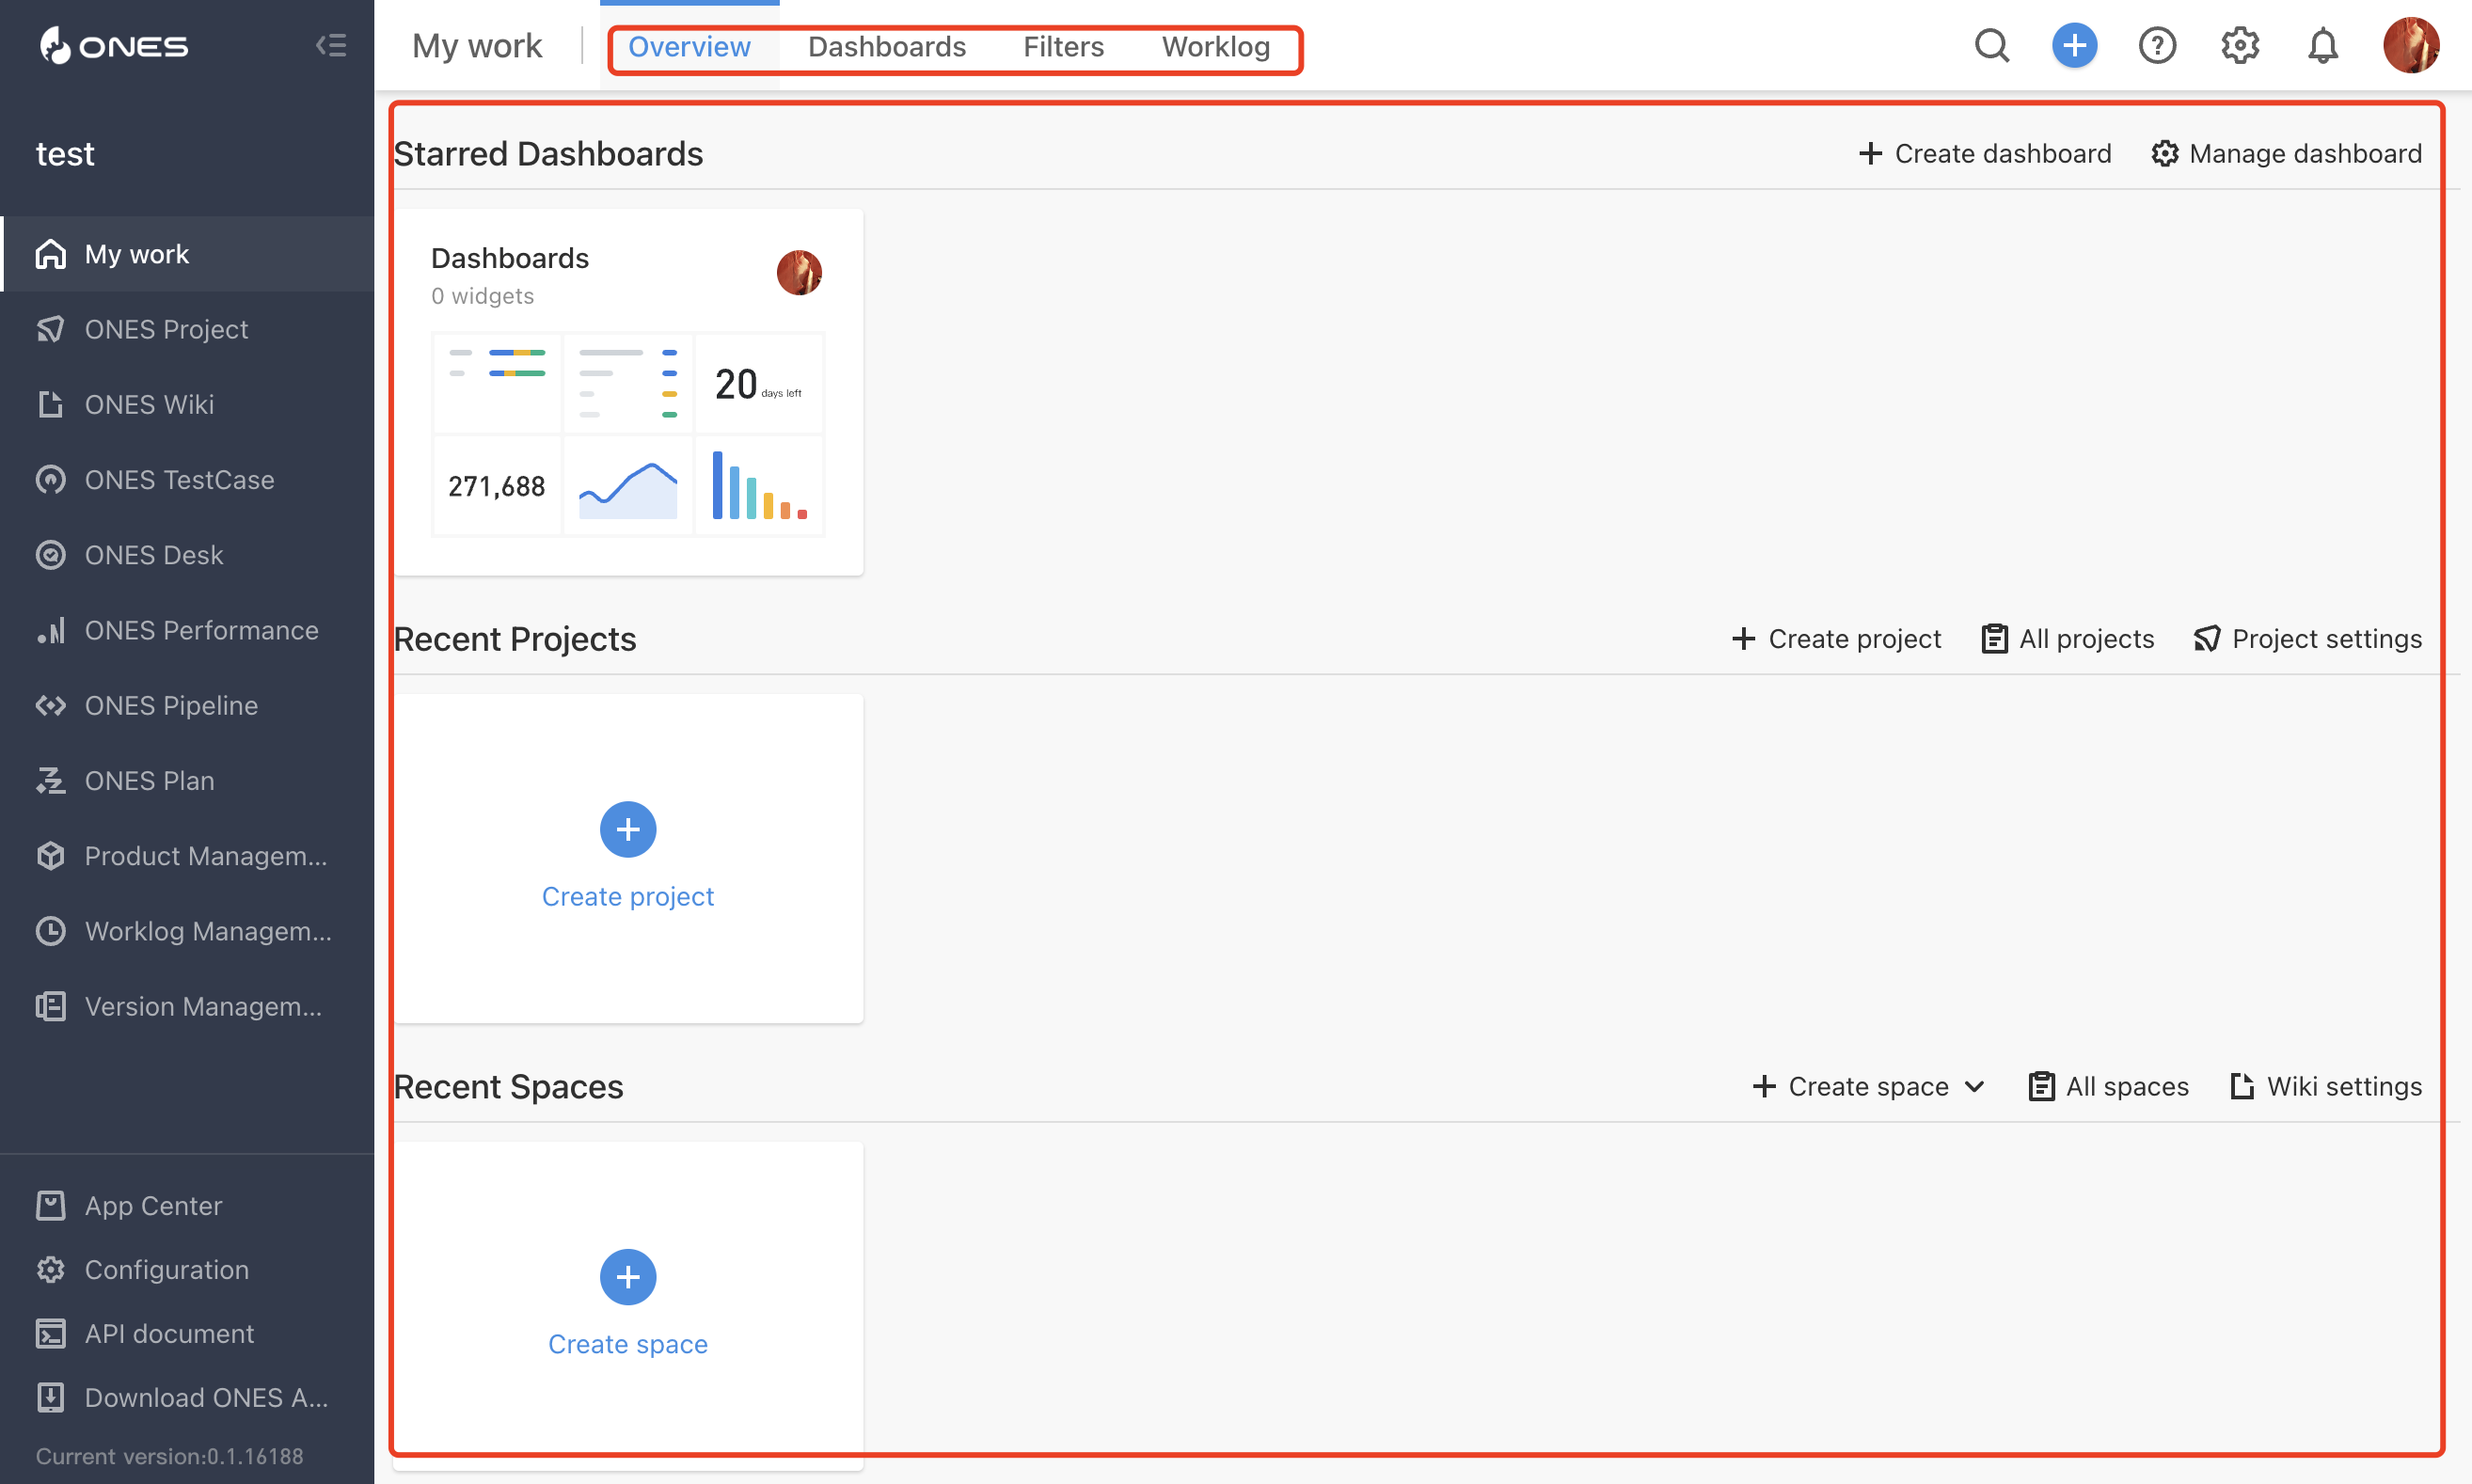 ONES
My work
Overview
Dashboards
Filters
Worklog
test
My work
ONES Project
ONES Wiki
ONES TestCase
ONES Desk
ONES Performance
ONES Pipeline
ONES Plan
Product Managem...
Worklog Managem...
Version Managem...
App Center
Configuration
API document
Download ONES A...
Current version:0.1.16188
Starred Dashboards
Create dashboard
Manage dashboard
Dashboards
0 widgets
20 days left
271,688
Recent Projects
Create project
All projects
Project settings
Create project
Recent Spaces
Create space
All spaces
Wiki settings
Create space